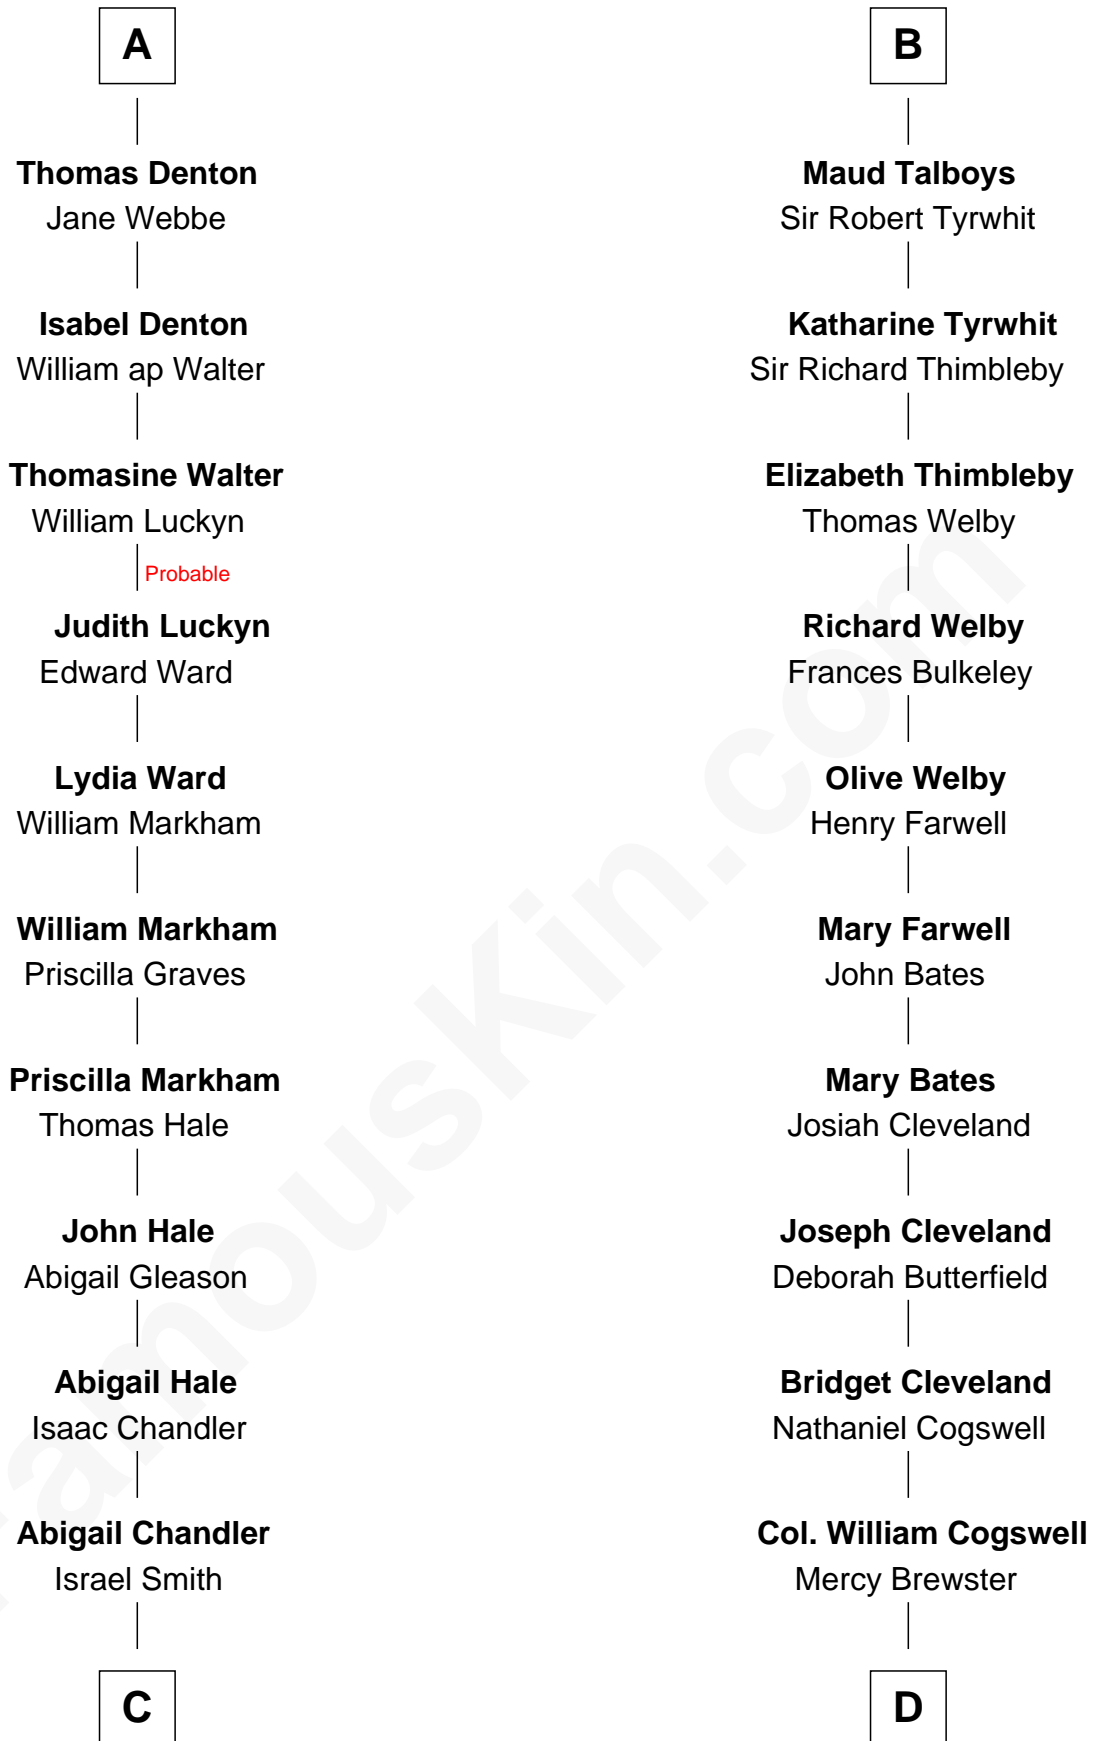 A
Thomas Denton
Jane Webbe
Isabel Denton
William ap Walter
Thomasine Walter
William Luckyn
Probable
Judith Luckyn
Edward Ward
Lydia Ward
William Markham
William Markham
Priscilla Graves
Priscilla Markham
Thomas Hale
John Hale
Abigail Gleason
Abigail Hale
Isaac Chandler
Abigail Chandler
Israel Smith
C
B
Maud Talboys
Sir Robert Tyrwhit
Katharine Tyrwhit
Sir Richard Thimbleby
Elizabeth Thimbleby
Thomas Welby
Richard Welby
Frances Bulkeley
Olive Welby
Henry Farwell
Mary Farwell
John Bates
Mary Bates
Josiah Cleveland
Joseph Cleveland
Deborah Butterfield
Bridget Cleveland
Nathaniel Cogswell
Col. William Cogswell
Mercy Brewster
D
FamousKin.com